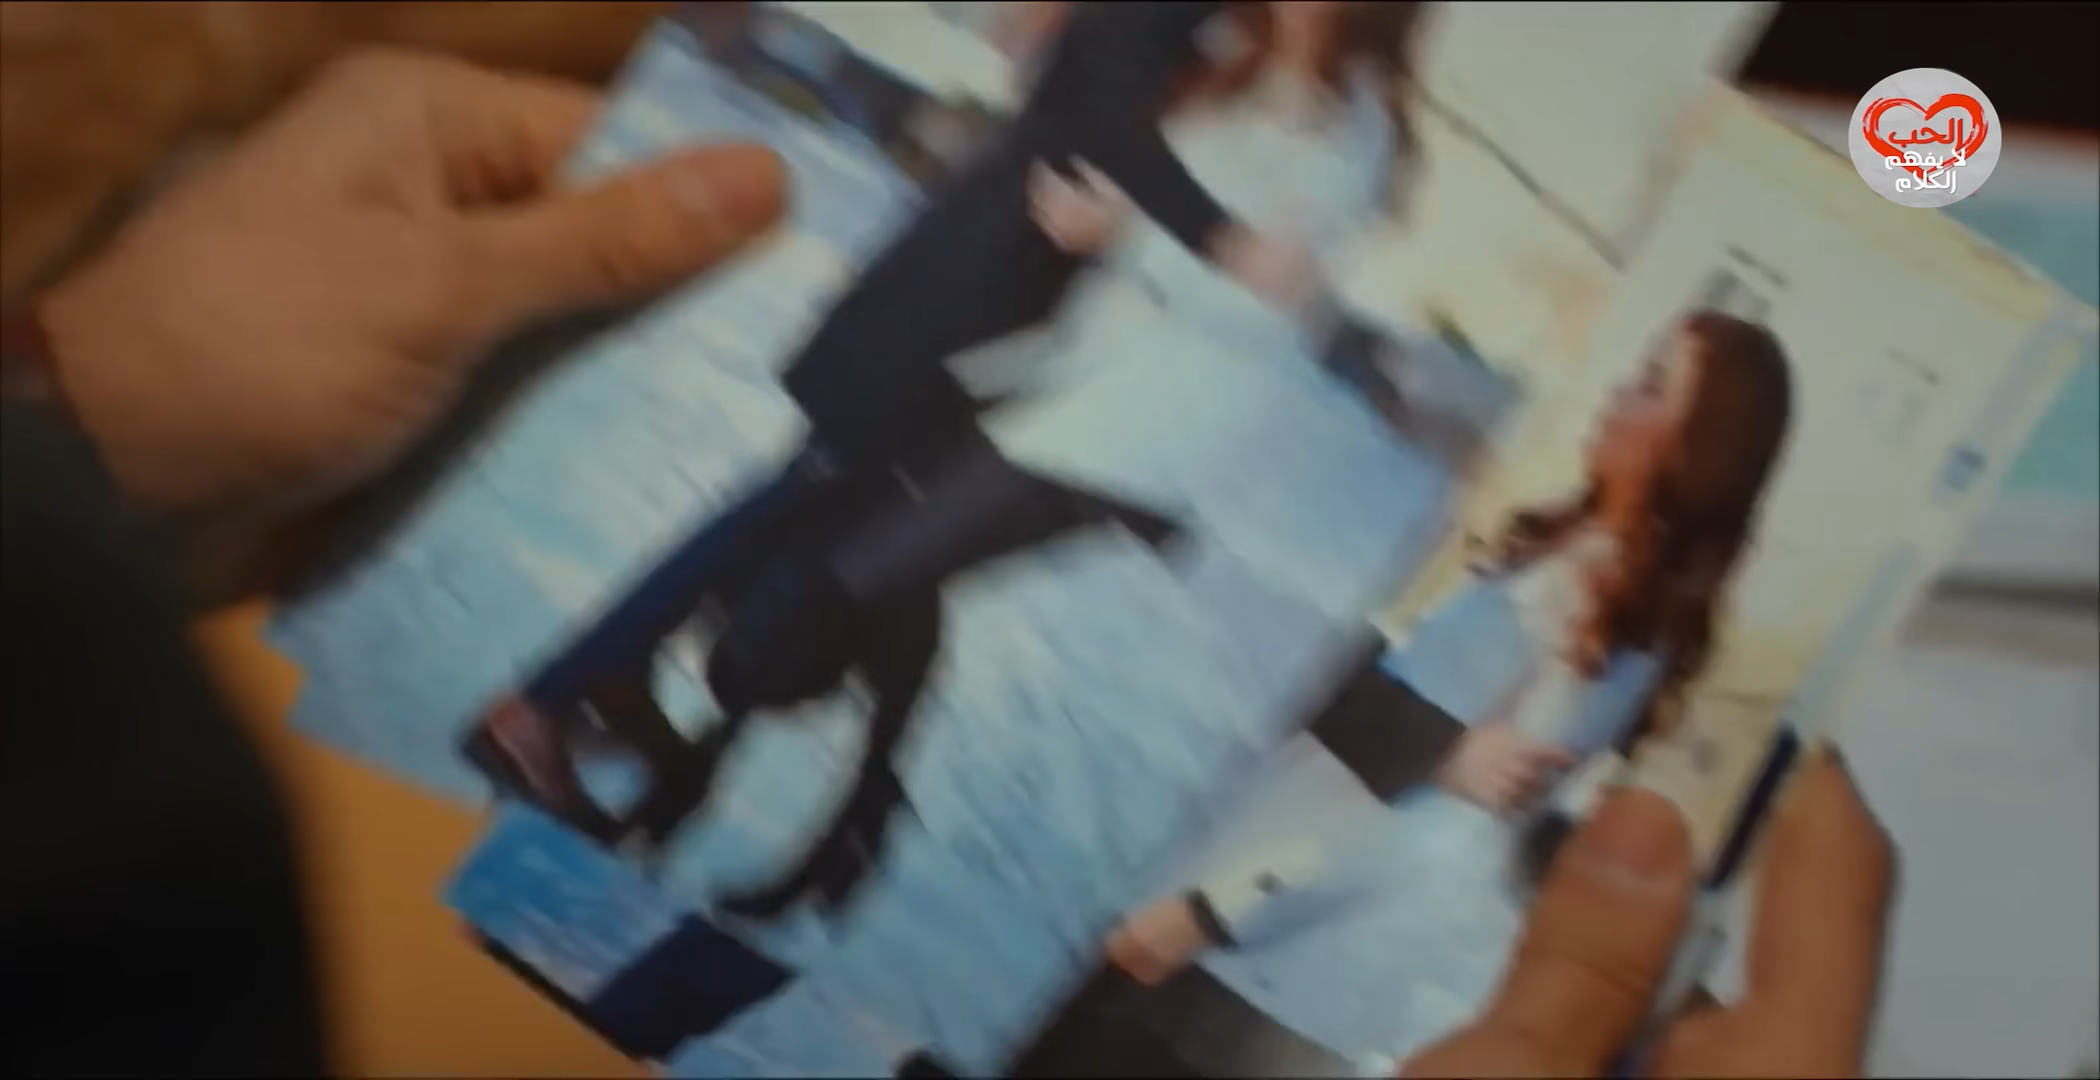 الحب
لا يفهم
الكلام